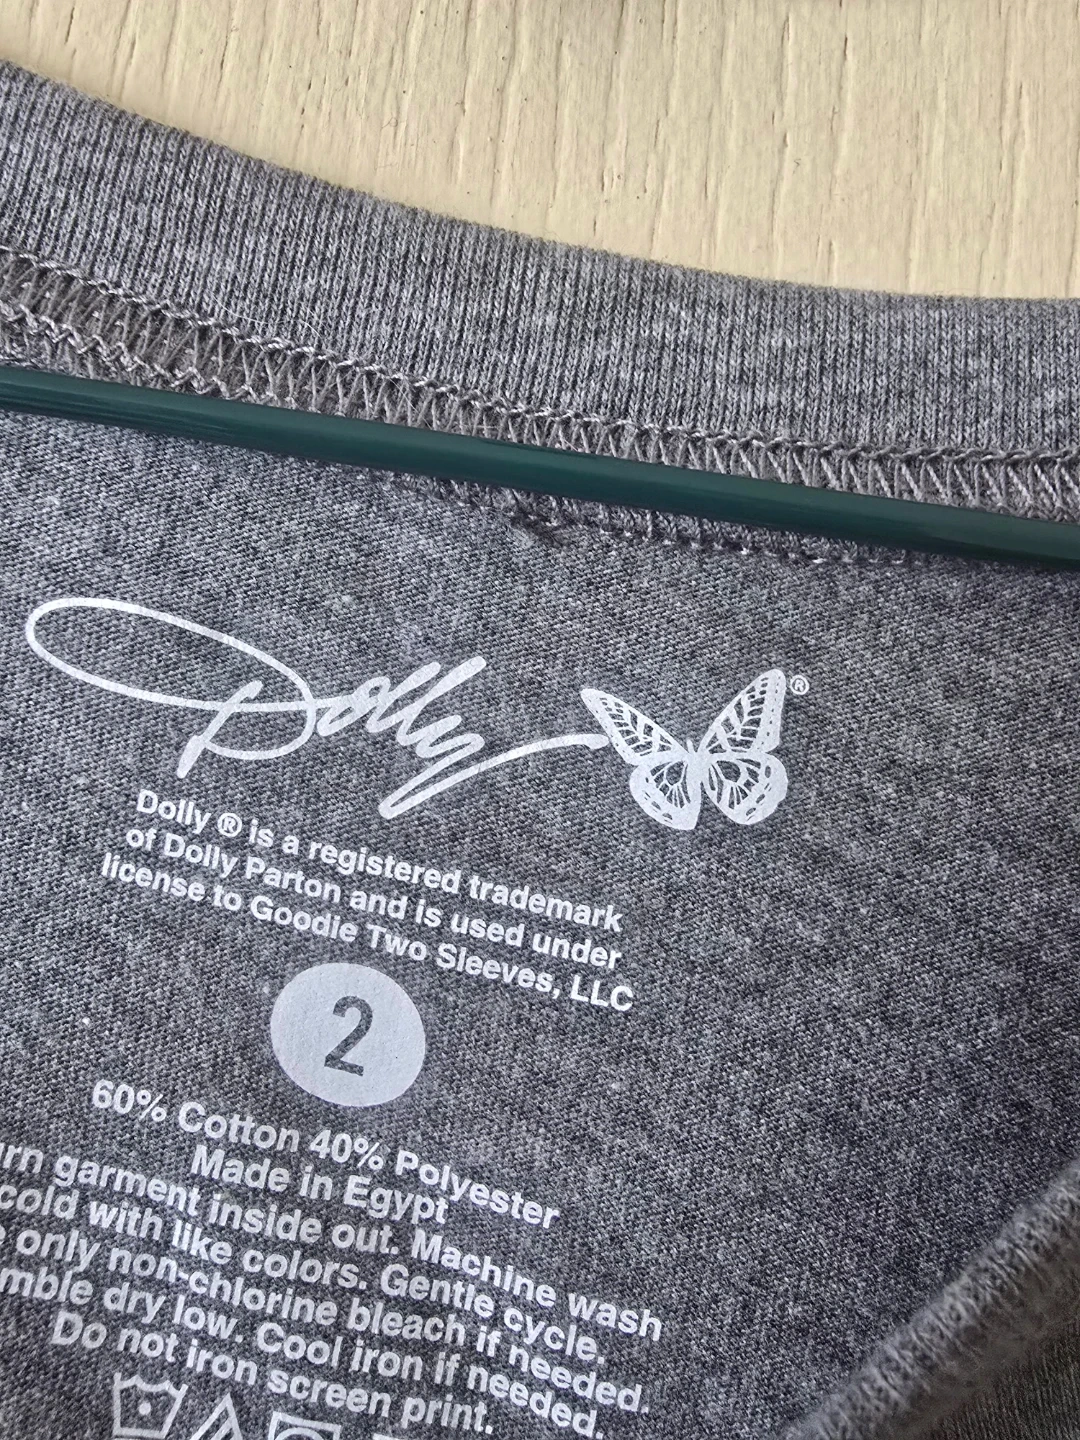 Dolly ®
Dolly ® is a registered trademark
of Dolly Parton and is used under
license to Goodie Two Sleeves, LLC
2
60% Cotton 40% Polyester
Made in Egypt
garment inside out. Machine wash
cold with like colors. Gentle cycle.
only non-chlorine bleach if needed.
dry low. Cool iron if needed.
Do not iron screen print.